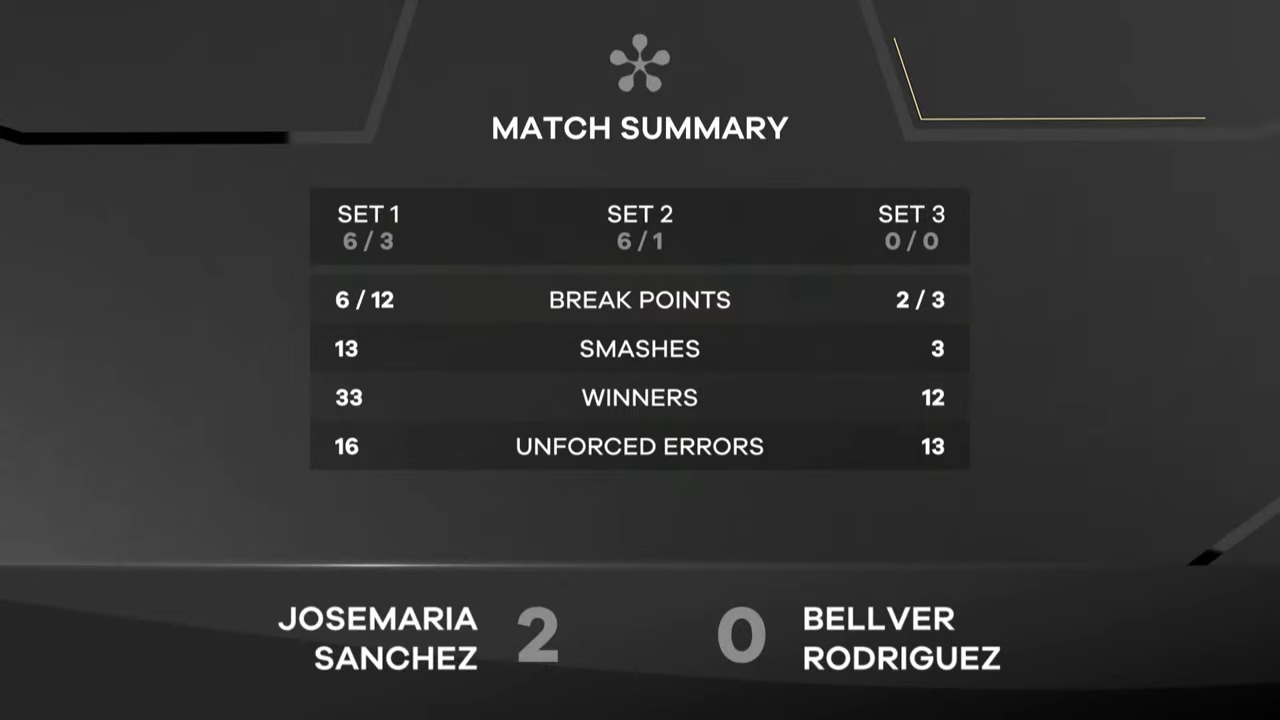 MATCH SUMMARY
SET 1 SET 2 SET 3
6 / 3 6 / 1 0 / 0
6 / 12 BREAK POINTS 2 / 3
13 SMASHES 3
33 WINNERS 12
16 UNFORCED ERRORS 13
JOSEMARIA
SANCHEZ
2 0
BELLVER
RODRIGUEZ